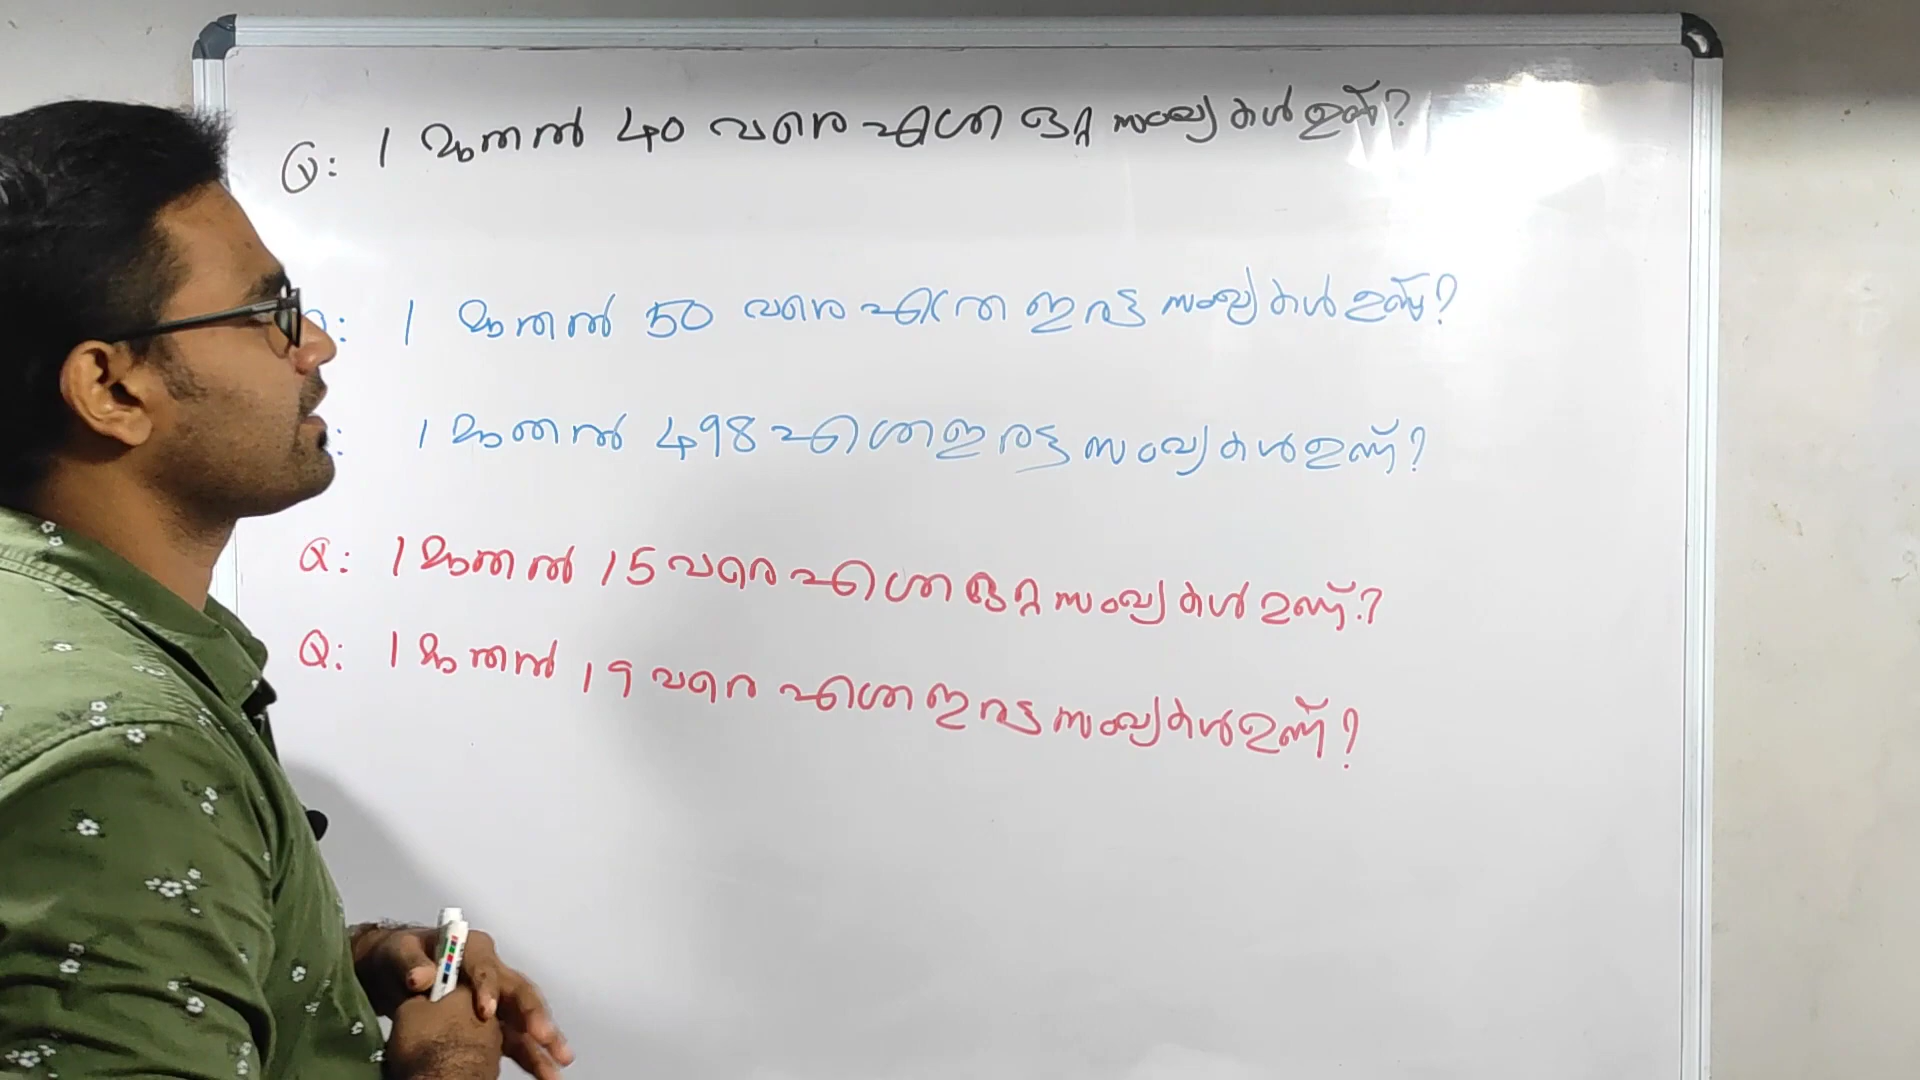 Q: 1 മുതൽ 40 വരെ എത്ര ഒറ്റ സംഖ്യകൾ ഉണ്ട്?
: 1 മുതൽ 50 വരെ എത്ര ഇരട്ട സംഖ്യകൾ ഉണ്ട്?
: 1 മുതൽ 498 എത്ര ഇരട്ട സംഖ്യകൾ ഉണ്ട്?
Q: 1 മുതൽ 15 വരെ എത്ര ഒറ്റ സംഖ്യകൾ ഉണ്ട്?
Q: 1 മുതൽ 19 വരെ എത്ര ഇരട്ട സംഖ്യകൾ ഉണ്ട്?